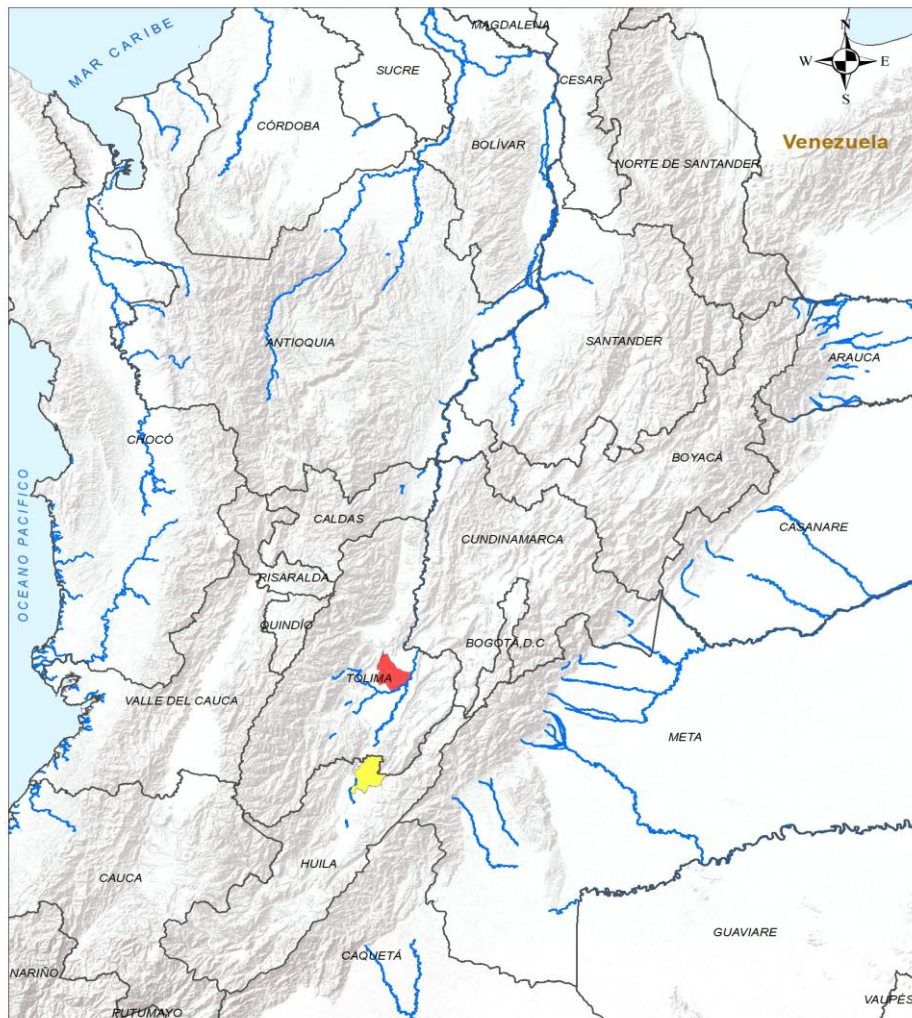 MAGDALENA
MAR CARIBE
N
W
E
S
SUCRE
CESAR
CÓRDOBA
BOLÍVAR
Venezuela
NORTE DE SANTANDER
ANTIOQUIA
SANTANDER
ARAUCA
CHOCÓ
BOYACÁ
OCEANO PACIFICO
CALDAS
CASANARE
CUNDINAMARCA
RISARALDA
QUINDÍO
BOGOTÁ,D.C
TOLIMA
VALLE DEL CAUCA
META
HUILA
CAUCA
GUAVIARE
CAQUETÁ
NARIÑO
VAUPÉS
PUTUMAYO